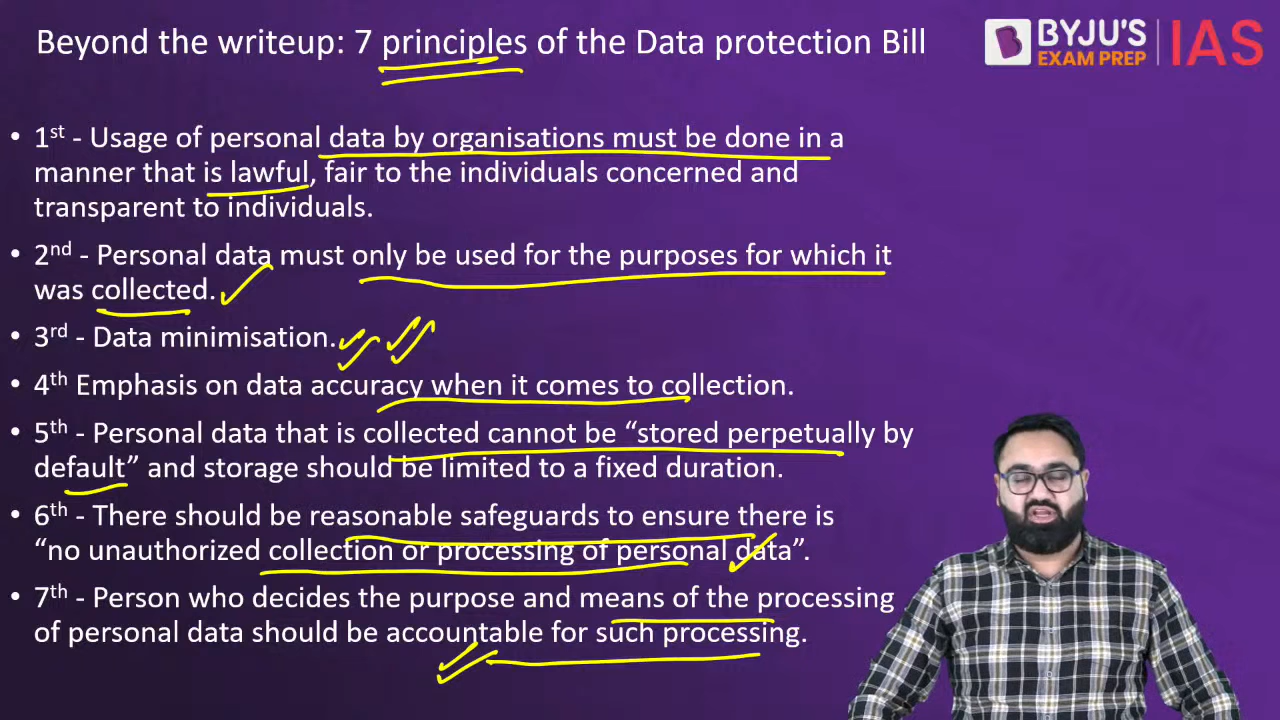 Beyond the writeup: 7 principles of the Data protection Bill
BYJU'S
EXAM PREP
IAS
• 1st - Usage of personal data by organisations must be done in a
manner that is lawful, fair to the individuals concerned and
transparent to individuals.
• 2nd - Personal data must only be used for the purposes for which it
was collected.
• 3rd - Data minimisation.
• 4th Emphasis on data accuracy when it comes to collection.
• 5th - Personal data that is collected cannot be “stored perpetually by
default” and storage should be limited to a fixed duration.
• 6th - There should be reasonable safeguards to ensure there is
“no unauthorized collection or processing of personal data”.
• 7th - Person who decides the purpose and means of the processing
of personal data should be accountable for such processing.